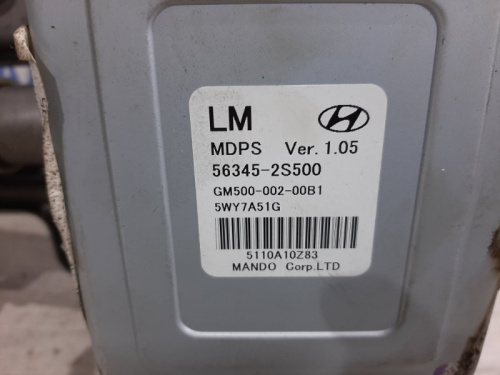 LM
MDPS Ver. 1.05
56345-2S500
GM500-002-00B1
5WY7A51G
5110A10Z83
MANDO Corp.LTD